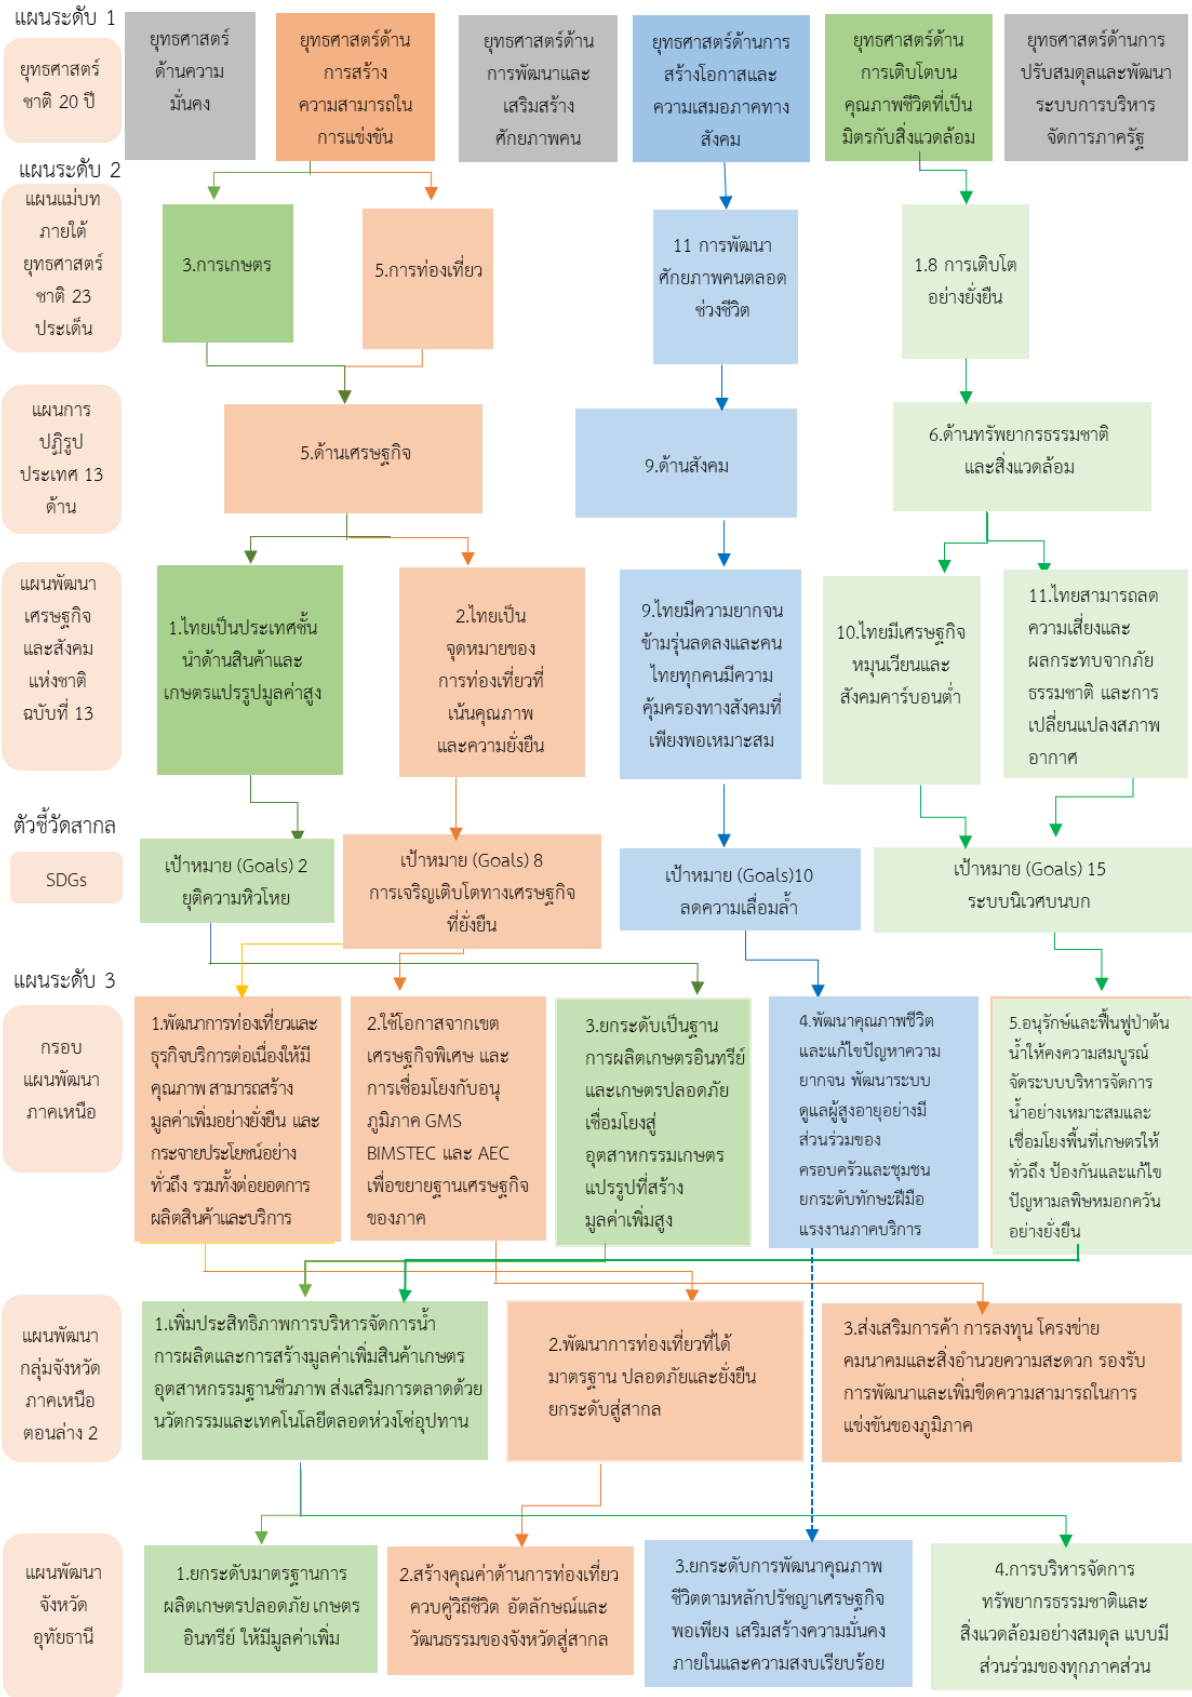 แผนระดับ 1
ยุทธศาสตร์
ชาติ 20 ปี
ยุทธศาสตร์
ด้านความ
มั่นคง
ยุทธศาสตร์ด้าน
การสร้าง
ความสามารถใน
การแข่งขัน
ยุทธศาสตร์ด้าน
การพัฒนาและ
เสริมสร้าง
ศักยภาพคน
ยุทธศาสตร์ด้านการ
สร้างโอกาสและ
ความเสมอภาคทาง
สังคม
ยุทธศาสตร์ด้าน
การเติบโตบน
คุณภาพชีวิตที่เป็น
มิตรกับสิ่งแวดล้อม
ยุทธศาสตร์ด้านการ
ปรับสมดุลและพัฒนา
ระบบการบริหาร
จัดการภาครัฐ
แผนระดับ 2
แผนแม่บท
ภายใต้
ยุทธศาสตร์
ชาติ 23
ประเด็น
3.การเกษตร
5.การท่องเที่ยว
11 การพัฒนา
ศักยภาพคนตลอด
ช่วงชีวิต
1.8 การเติบโต
อย่างยั่งยืน
แผนการ
ปฏิรูป
ประเทศ 13
ด้าน
5.ด้านเศรษฐกิจ
9.ด้านสังคม
6.ด้านทรัพยากรธรรมชาติ
และสิ่งแวดล้อม
แผนพัฒนา
เศรษฐกิจ
และสังคม
แห่งชาติ
ฉบับที่ 13
1.ไทยเป็นประเทศชั้น
นำด้านสินค้าและ
เกษตรแปรรูปมูลค่าสูง
2.ไทยเป็น
จุดหมายของ
การท่องเที่ยวที่
เน้นคุณภาพ
และความยั่งยืน
9.ไทยมีความยากจน
ข้ามรุ่นลดลงและคน
ไทยทุกคนมีความ
คุ้มครองทางสังคมที่
เพียงพอเหมาะสม
10.ไทยมีเศรษฐกิจ
หมุนเวียนและ
สังคมคาร์บอนต่ำ
11.ไทยสามารถลด
ความเสี่ยงและ
ผลกระทบจากภัย
ธรรมชาติ และการ
เปลี่ยนแปลงสภาพ
อากาศ
ตัวชี้วัดสากล
SDGs
เป้าหมาย (Goals) 2
ยุติความหิวโหย
เป้าหมาย (Goals) 8
การเจริญเติบโตทางเศรษฐกิจ
ที่ยั่งยืน
เป้าหมาย (Goals)10
ลดความเลื่อมล้ำ
เป้าหมาย (Goals) 15
ระบบนิเวศบนบก
แผนระดับ 3
กรอบ
แผนพัฒนา
ภาคเหนือ
1.พัฒนาการท่องเที่ยวและ
ธุรกิจบริการต่อเนื่องให้มี
คุณภาพ สามารถสร้าง
มูลค่าเพิ่มอย่างยั่งยืน และ
กระจายประโยชน์อย่าง
ทั่วถึง รวมทั้งต่อยอดการ
ผลิตสินค้าและบริการ
2.ใช้โอกาสจากเขต
เศรษฐกิจพิเศษ และ
การเชื่อมโยงกับอนุ
ภูมิภาค GMS
BIMSTEC และ AEC
เพื่อขยายฐานเศรษฐกิจ
ของภาค
3.ยกระดับเป็นฐาน
การผลิตเกษตรอินทรีย์
และเกษตรปลอดภัย
เชื่อมโยงสู่
อุตสาหกรรมเกษตร
แปรรูปที่สร้าง
มูลค่าเพิ่มสูง
4.พัฒนาคุณภาพชีวิต
และแก้ไขปัญหาความ
ยากจน พัฒนาระบบ
ดูแลผู้สูงอายุอย่างมี
ส่วนร่วมของ
ครอบครัวและชุมชน
ยกระดับทักษะฝีมือ
แรงงานภาคบริการ
5.อนุรักษ์และฟื้นฟูป่าต้น
น้ำให้คงความสมบูรณ์
จัดระบบบริหารจัดการ
น้ำอย่างเหมาะสมและ
เชื่อมโยงพื้นที่เกษตรให้
ทั่วถึง ป้องกันและแก้ไข
ปัญหามลพิษหมอกควัน
อย่างยั่งยืน
แผนพัฒนา
กลุ่มจังหวัด
ภาคเหนือ
ตอนล่าง 2
1.เพิ่มประสิทธิภาพการบริหารจัดการน้ำ
การผลิตและการสร้างมูลค่าเพิ่มสินค้าเกษตร
อุตสาหกรรมฐานชีวภาพ ส่งเสริมการตลาดด้วย
นวัตกรรมและเทคโนโลยีตลอดห่วงโซ่อุปทาน
2.พัฒนาการท่องเที่ยวที่ได้
มาตรฐาน ปลอดภัยและยั่งยืน
ยกระดับสู่สากล
3.ส่งเสริมการค้า การลงทุน โครงข่าย
คมนาคมและสิ่งอำนวยความสะดวก รองรับ
การพัฒนาและเพิ่มขีดความสามารถในการ
แข่งขันของภูมิภาค
แผนพัฒนา
จังหวัด
อุทัยธานี
1.ยกระดับมาตรฐานการ
ผลิตเกษตรปลอดภัย เกษตร
อินทรีย์ ให้มีมูลค่าเพิ่ม
2.สร้างคุณค่าด้านการท่องเที่ยว
ควบคู่วิถีชีวิต อัตลักษณ์และ
วัฒนธรรมของจังหวัดสู่สากล
3.ยกระดับการพัฒนาคุณภาพ
ชีวิตตามหลักปรัชญาเศรษฐกิจ
พอเพียง เสริมสร้างความมั่นคง
ภายในและความสงบเรียบร้อย
4.การบริหารจัดการ
ทรัพยากรธรรมชาติและ
สิ่งแวดล้อมอย่างสมดุล แบบมี
ส่วนร่วมของทุกภาคส่วน